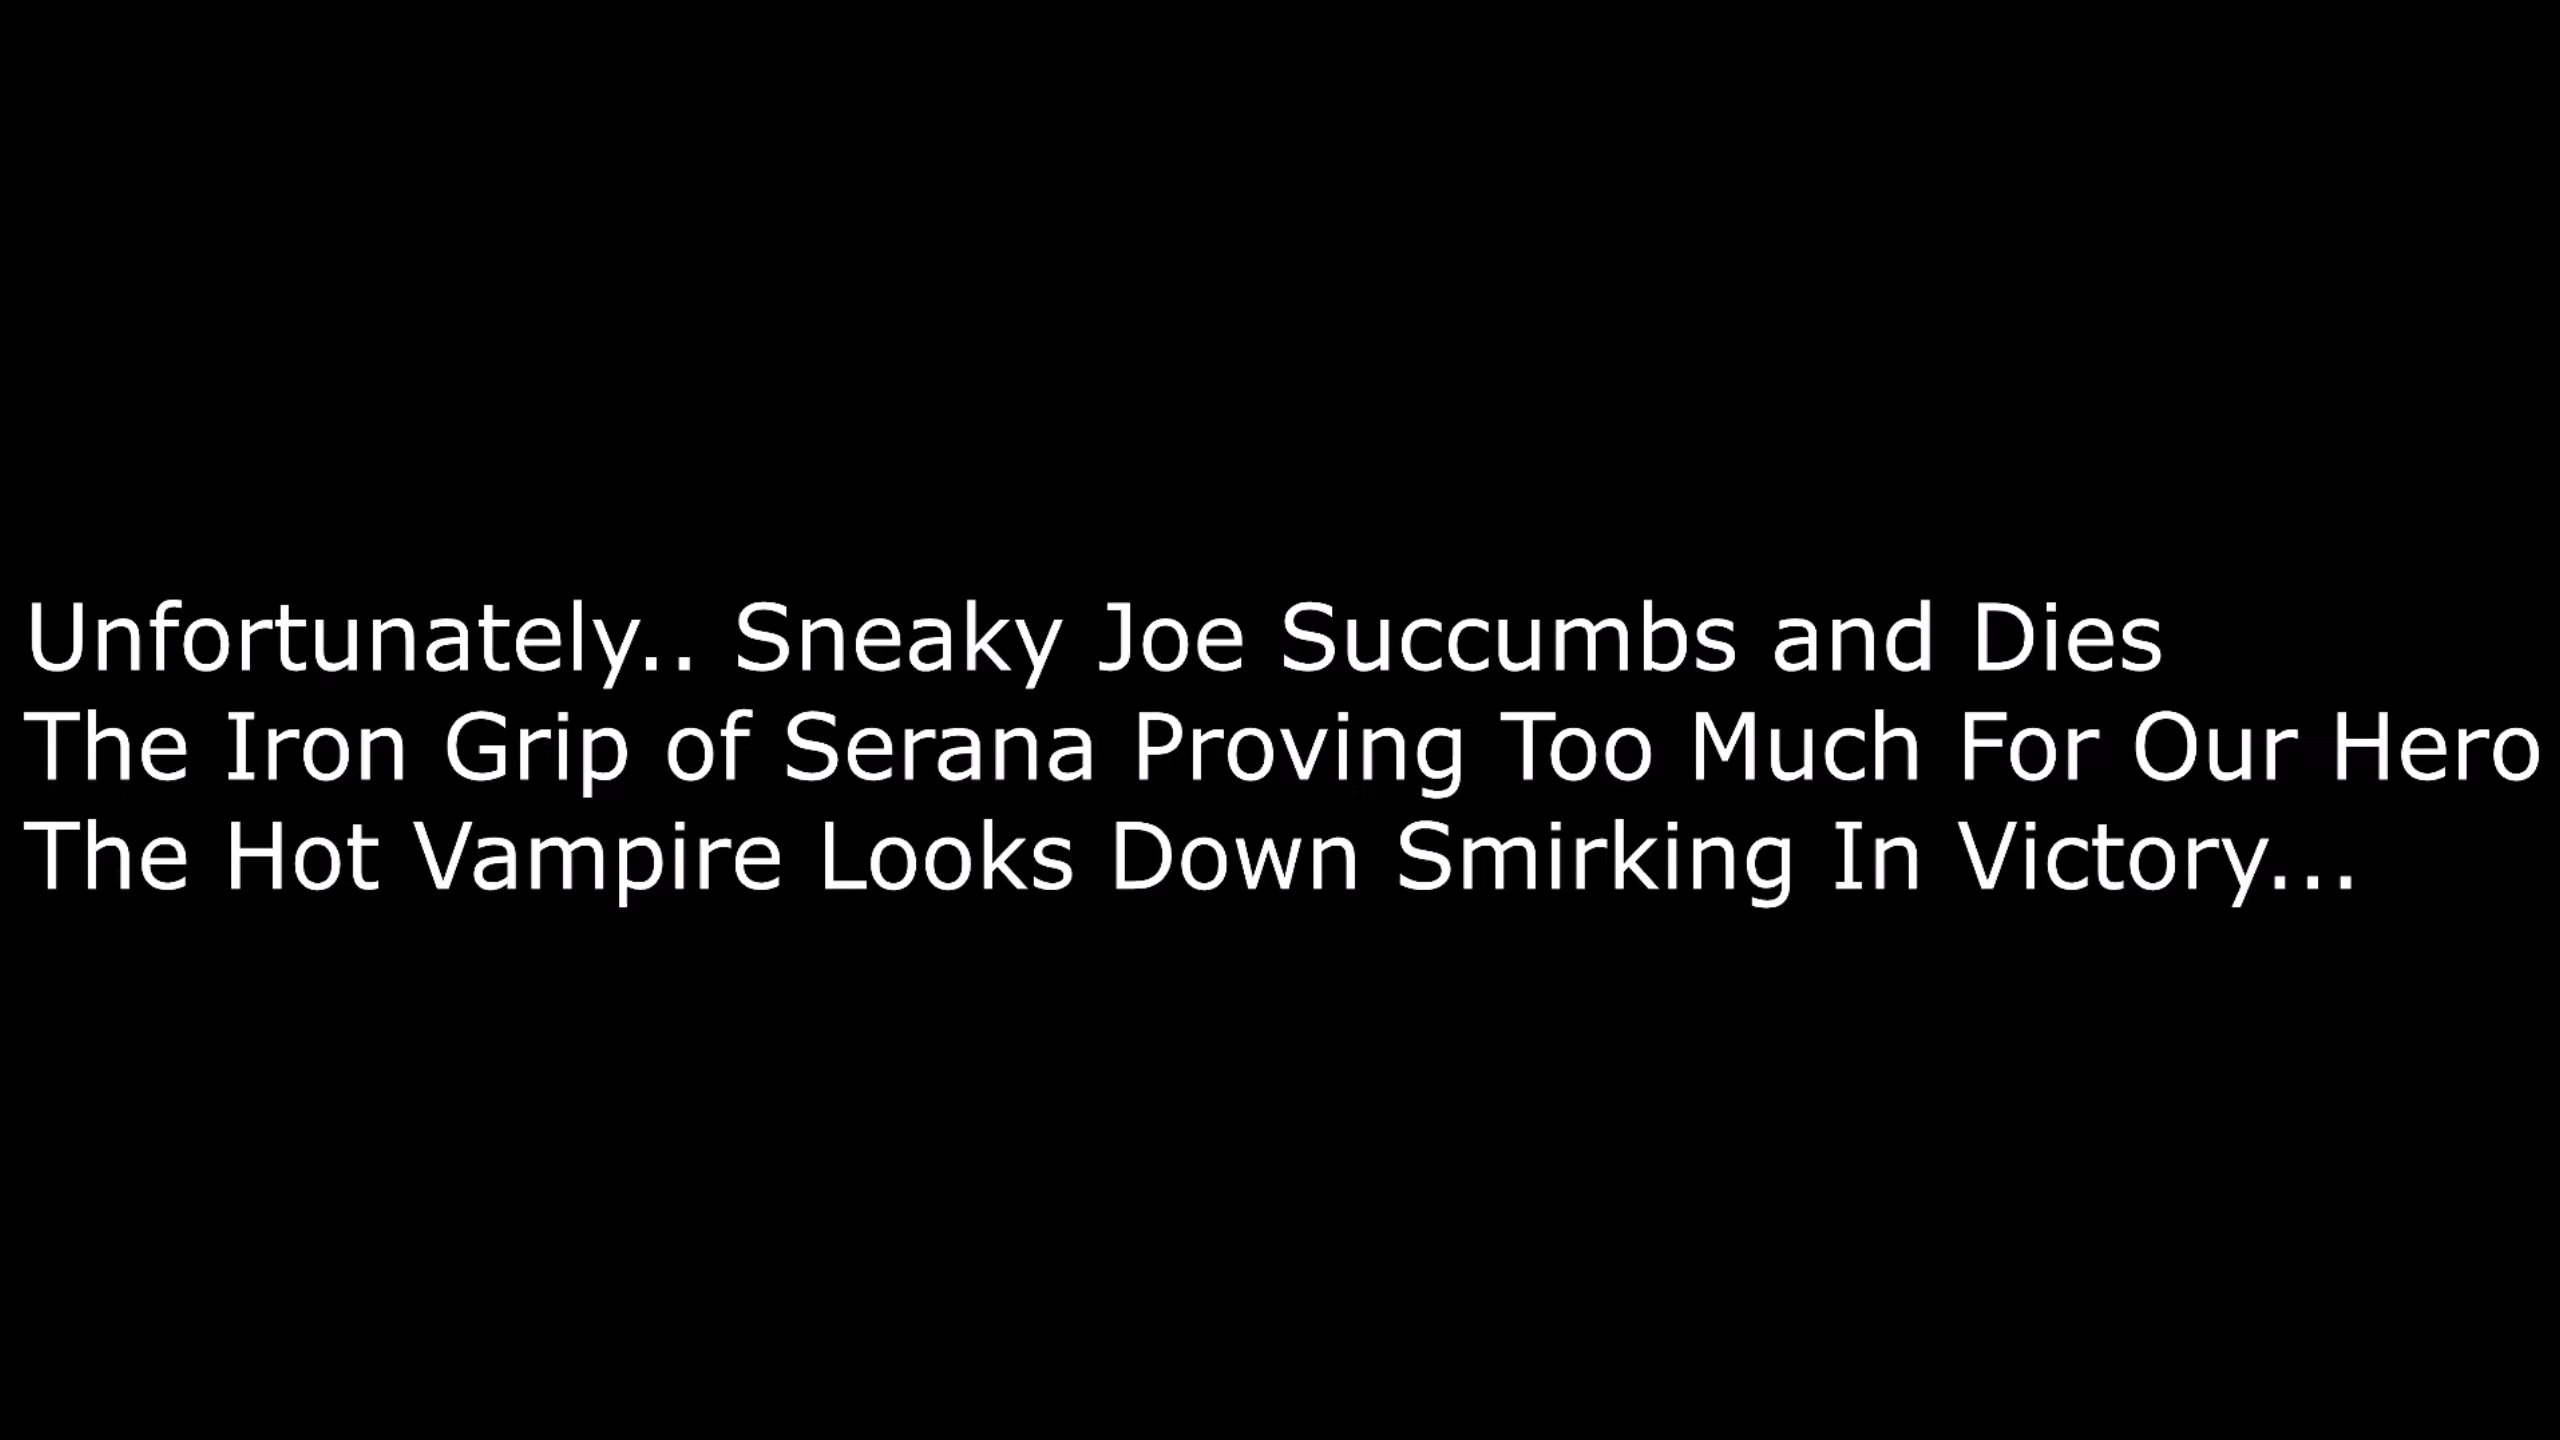 Unfortunately.. Sneaky Joe Succumbs and Dies
The Iron Grip of Serana Proving Too Much For Our Hero
The Hot Vampire Looks Down Smirking In Victory...